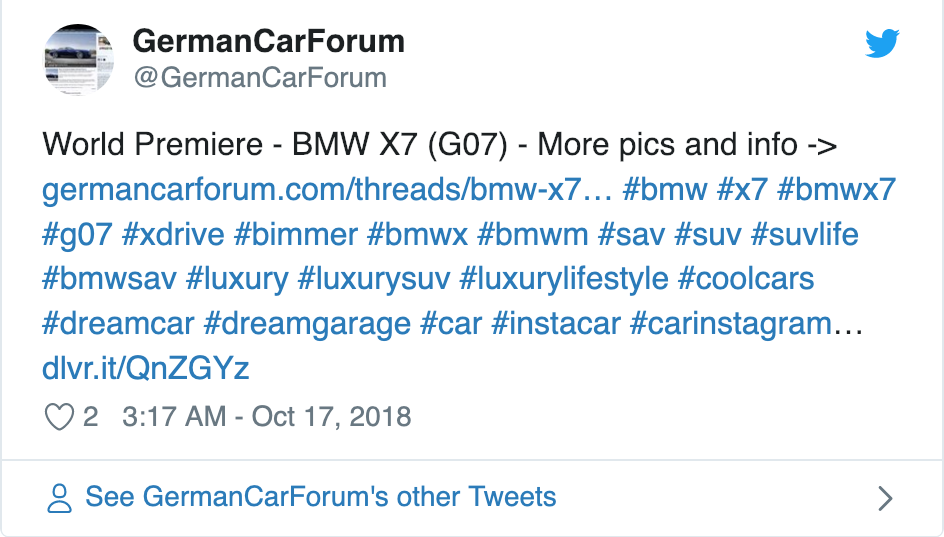 GermanCarForum
@GermanCarForum
World Premiere - BMW X7 (G07) - More pics and info ->
germancarforum.com/threads/bmw-x7… #bmw #x7 #bmwx7
#g07 #xdrive #bimmer #bmwx #bmwm #sav #suv #suvlife
#bmwsav #luxury #luxurysuv #luxurylifestyle #coolcars
#dreamcar #dreamgarage #car #instacar #carinstagram…
dlvr.it/QnZGYz
2 3:17 AM - Oct 17, 2018
See GermanCarForum's other Tweets